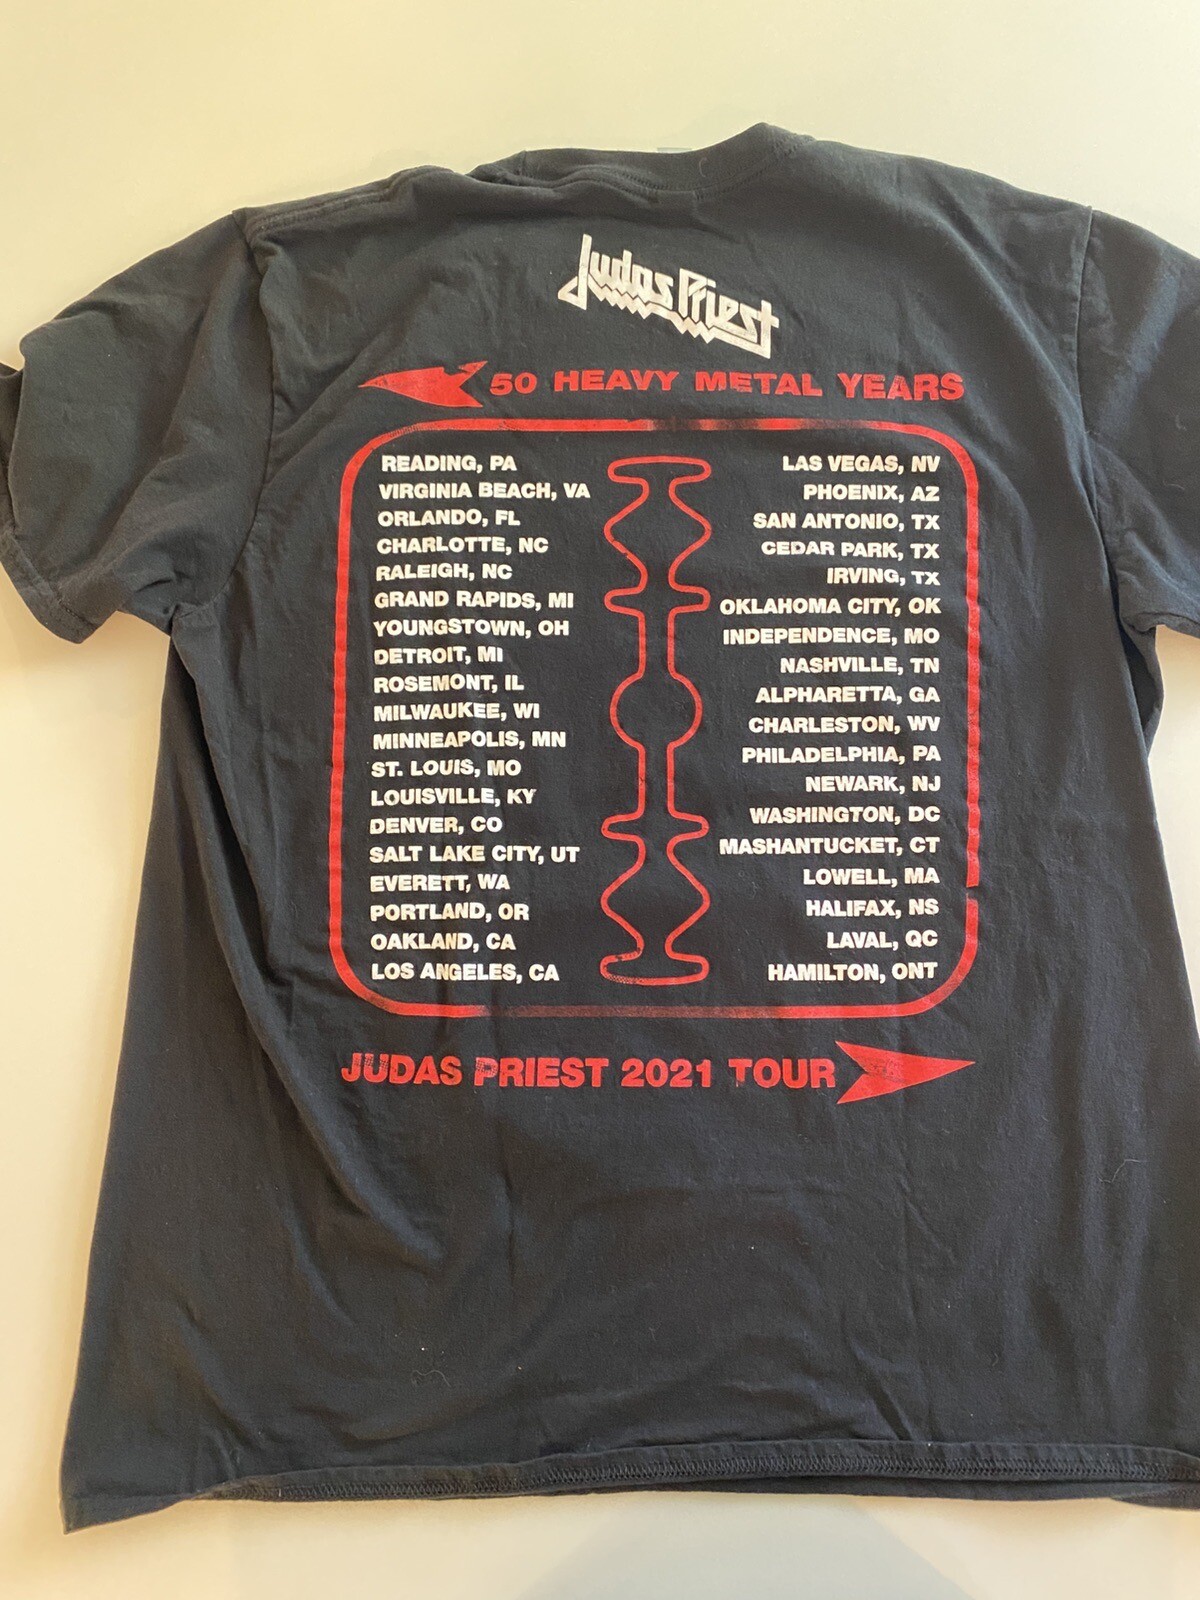 Judas Priest
50 HEAVY METAL YEARS
READING, PA
VIRGINIA BEACH, VA
ORLANDO, FL
CHARLOTTE, NC
RALEIGH, NC
GRAND RAPIDS, MI
YOUNGSTOWN, OH
DETROIT, MI
ROSEMONT, IL
MILWAUKEE, WI
MINNEAPOLIS, MN
ST. LOUIS, MO
LOUISVILLE, KY
DENVER, CO
SALT LAKE CITY, UT
EVERETT, WA
PORTLAND, OR
OAKLAND, CA
LOS ANGELES, CA
LAS VEGAS, NV
PHOENIX, AZ
SAN ANTONIO, TX
CEDAR PARK, TX
IRVING, TX
OKLAHOMA CITY, OK
INDEPENDENCE, MO
NASHVILLE, TN
ALPHARETTA, GA
CHARLESTON, WV
PHILADELPHIA, PA
NEWARK, NJ
WASHINGTON, DC
MASHANTUCKET, CT
LOWELL, MA
HALIFAX, NS
LAVAL, QC
HAMILTON, ONT
JUDAS PRIEST 2021 TOUR